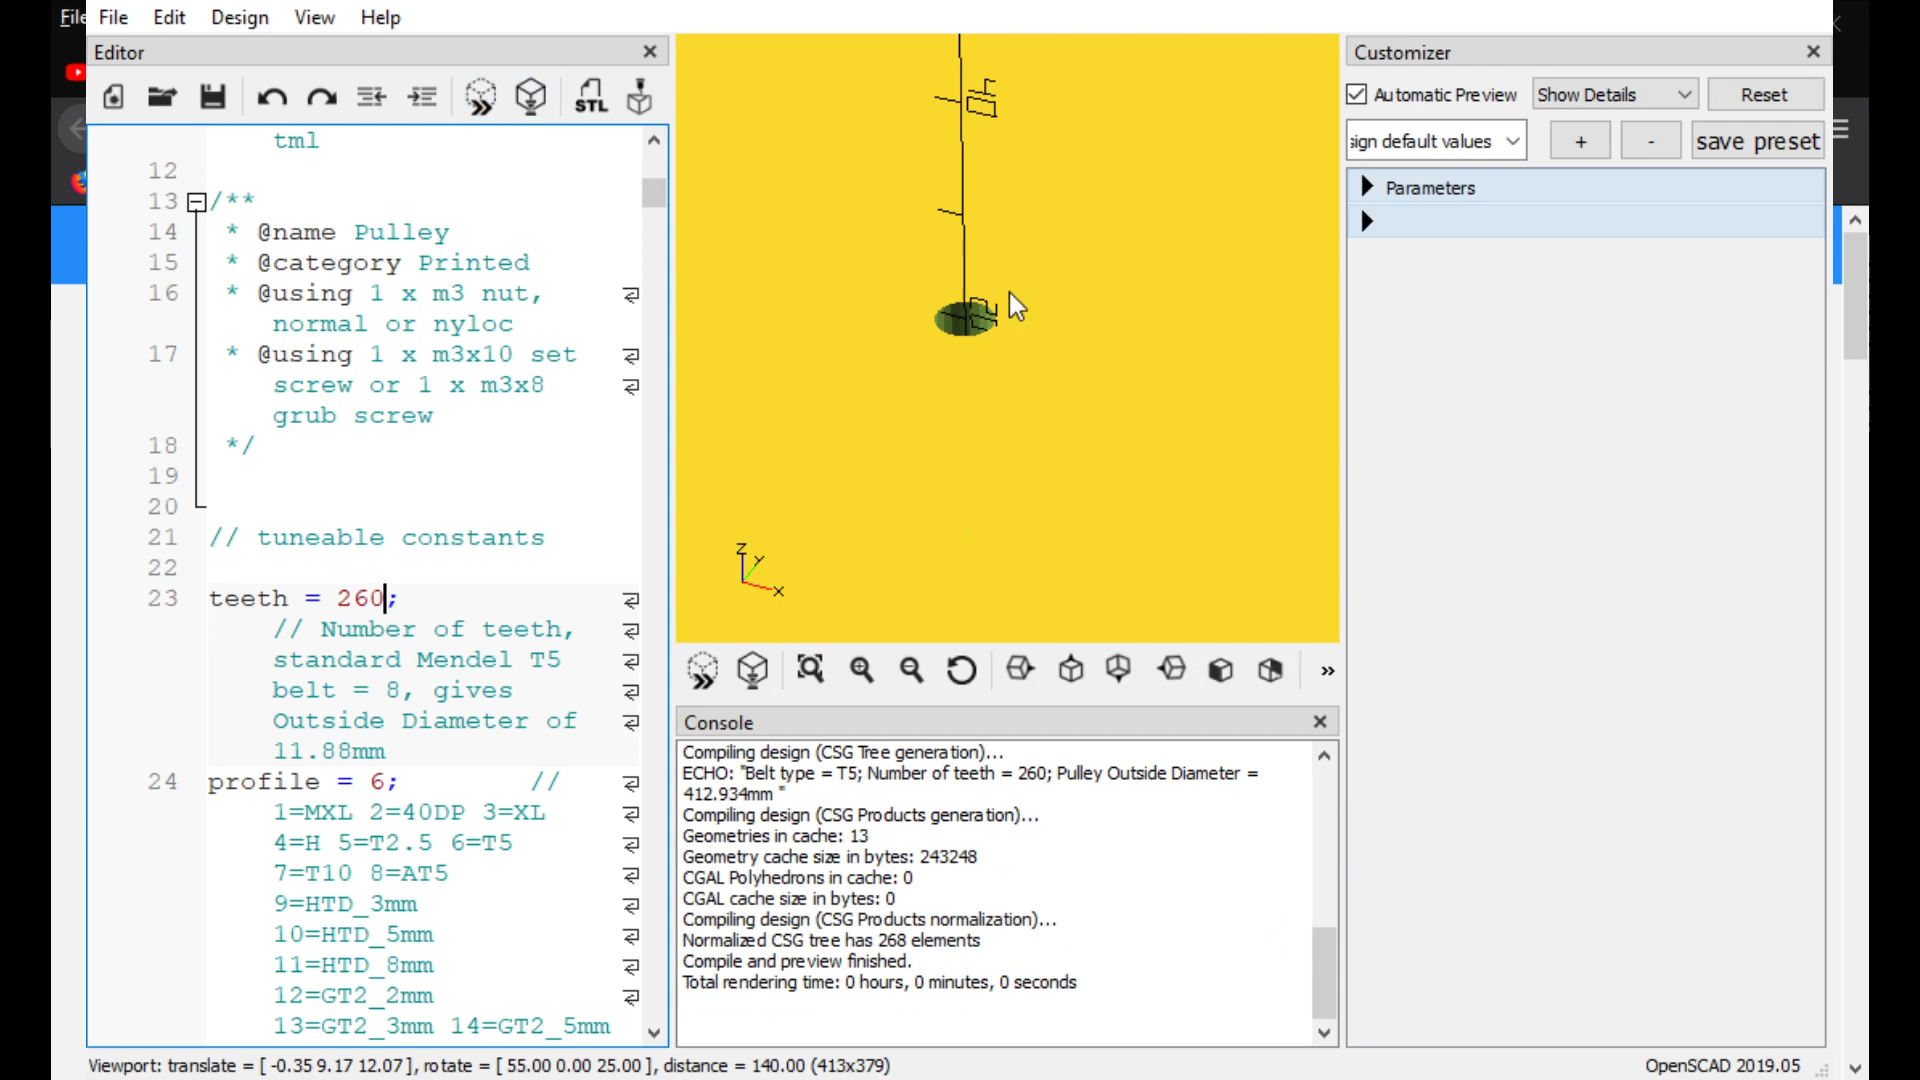 File File Edit Design View Help
Editor
STL
tml
12
13 /**
14 * @name Pulley
15 * @category Printed
16 * @using 1 x m3 nut,
normal or nyloc
17 * @using 1 x m3x10 set
screw or 1 x m3x8
grub screw
18 */
19
20
21 // tuneable constants
22
23 teeth = 260;
// Number of teeth,
standard Mendel T5
belt = 8, gives
Outside Diameter of
11.88mm
24 profile = 6; //
1=MXL 2=40DP 3=XL
4=H 5=T2.5 6=T5
7=T10 8=AT5
9=HTD_3mm
10=HTD_5mm
11=HTD_8mm
12=GT2_2mm
13=GT2_3mm 14=GT2_5mm
Z
Y
X
Console
Compiling design (CSG Tree generation)...
ECHO: "Belt type = T5; Number of teeth = 260; Pulley Outside Diameter =
412.934mm "
Compiling design (CSG Products generation)...
Geometries in cache: 13
Geometry cache size in bytes: 243248
CGAL Polyhedrons in cache: 0
CGAL cache size in bytes: 0
Compiling design (CSG Products normalization)...
Normalized CSG tree has 268 elements
Compile and preview finished.
Total rendering time: 0 hours, 0 minutes, 0 seconds
Customizer
Automatic Preview Show Details Reset
sign default values + - save preset
Parameters
Viewport: translate = [ -0.35 9.17 12.07 ], rotate = [ 55.00 0.00 25.00 ], distance = 140.00 (413x379)
OpenSCAD 2019.05